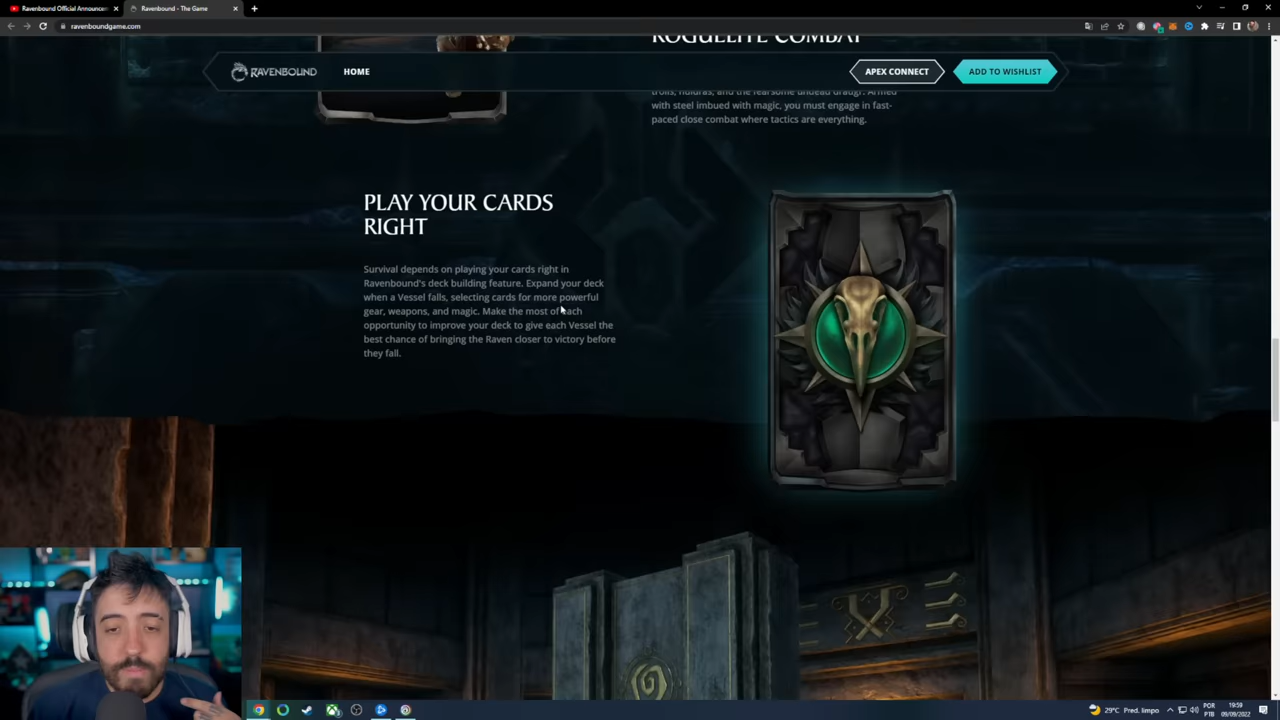 Ravenbound Official Announcem
Ravenbound - The Game
ravenboundgame.com
ROGUELITE COMBAT
RAVENBOUND
HOME
APEX CONNECT
ADD TO WISHLIST
trolls, huldras, and the fearsome undead draugr. Armed
with steel imbued with magic, you must engage in fast-
paced close combat where tactics are everything.
PLAY YOUR CARDS
RIGHT
Survival depends on playing your cards right in
Ravenbound's deck building feature. Expand your deck
when a Vessel falls, selecting cards for more powerful
gear, weapons, and magic. Make the most of each
opportunity to improve your deck to give each Vessel the
best chance of bringing the Raven closer to victory before
they fall.
29°C Pred. limpo
POR
PTB
19:59
09/09/2022